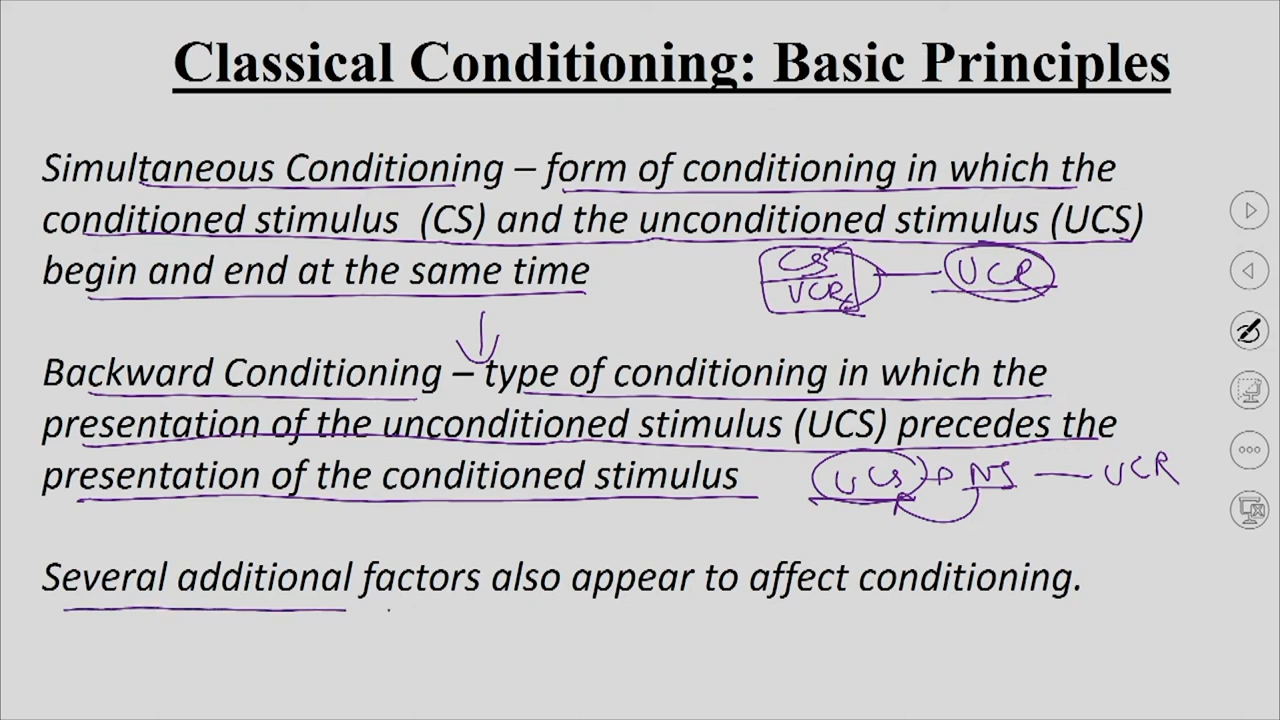 Classical Conditioning: Basic Principles
Simultaneous Conditioning – form of conditioning in which the
conditioned stimulus (CS) and the unconditioned stimulus (UCS)
begin and end at the same time
CS
UCR
UCR
Backward Conditioning – type of conditioning in which the
presentation of the unconditioned stimulus (UCS) precedes the
presentation of the conditioned stimulus
UCS NS UCR
Several additional factors also appear to affect conditioning.